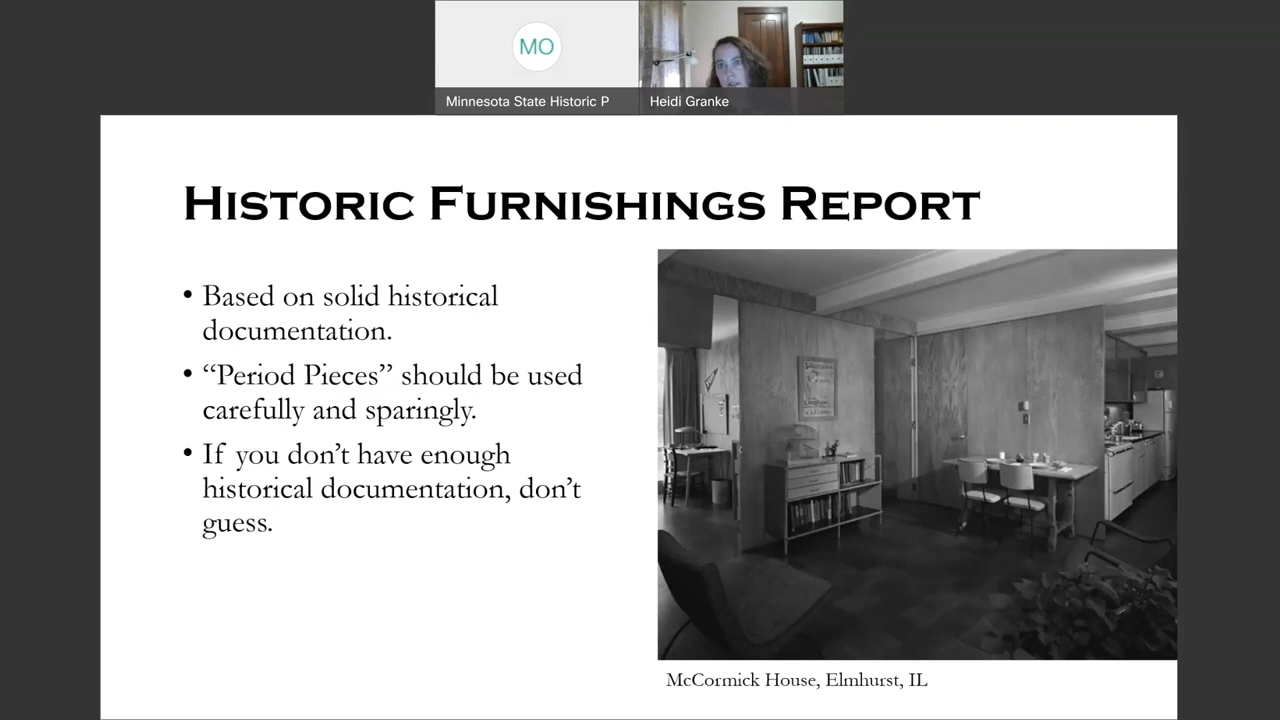 MO
Minnesota State Historic P
Heidi Granke
Historic Furnishings Report
• Based on solid historical
documentation.
• “Period Pieces” should be used
carefully and sparingly.
• If you don’t have enough
historical documentation, don’t
guess.
McCormick House, Elmhurst, IL